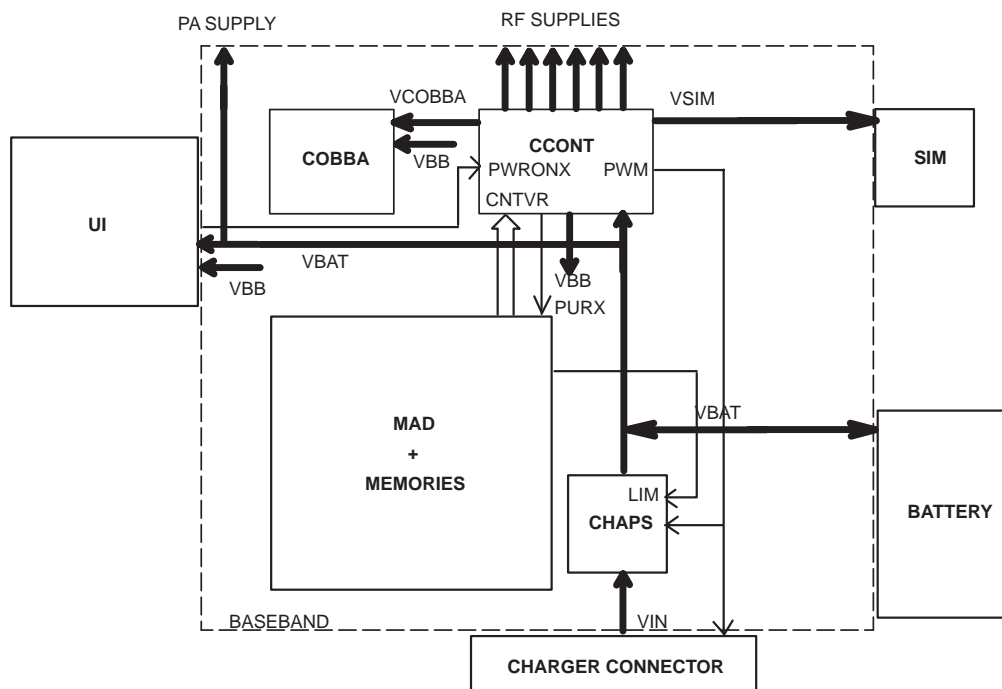 PA SUPPLY
RF SUPPLIES
VCOBBA
VSIM
COBBA
VBB
CCONT
PWRONX
PWM
CNTVR
SIM
UI
VBAT
VBB
VBB
PURX
MAD
+
MEMORIES
VBAT
LIM
CHAPS
BATTERY
BASEBAND
VIN
CHARGER CONNECTOR